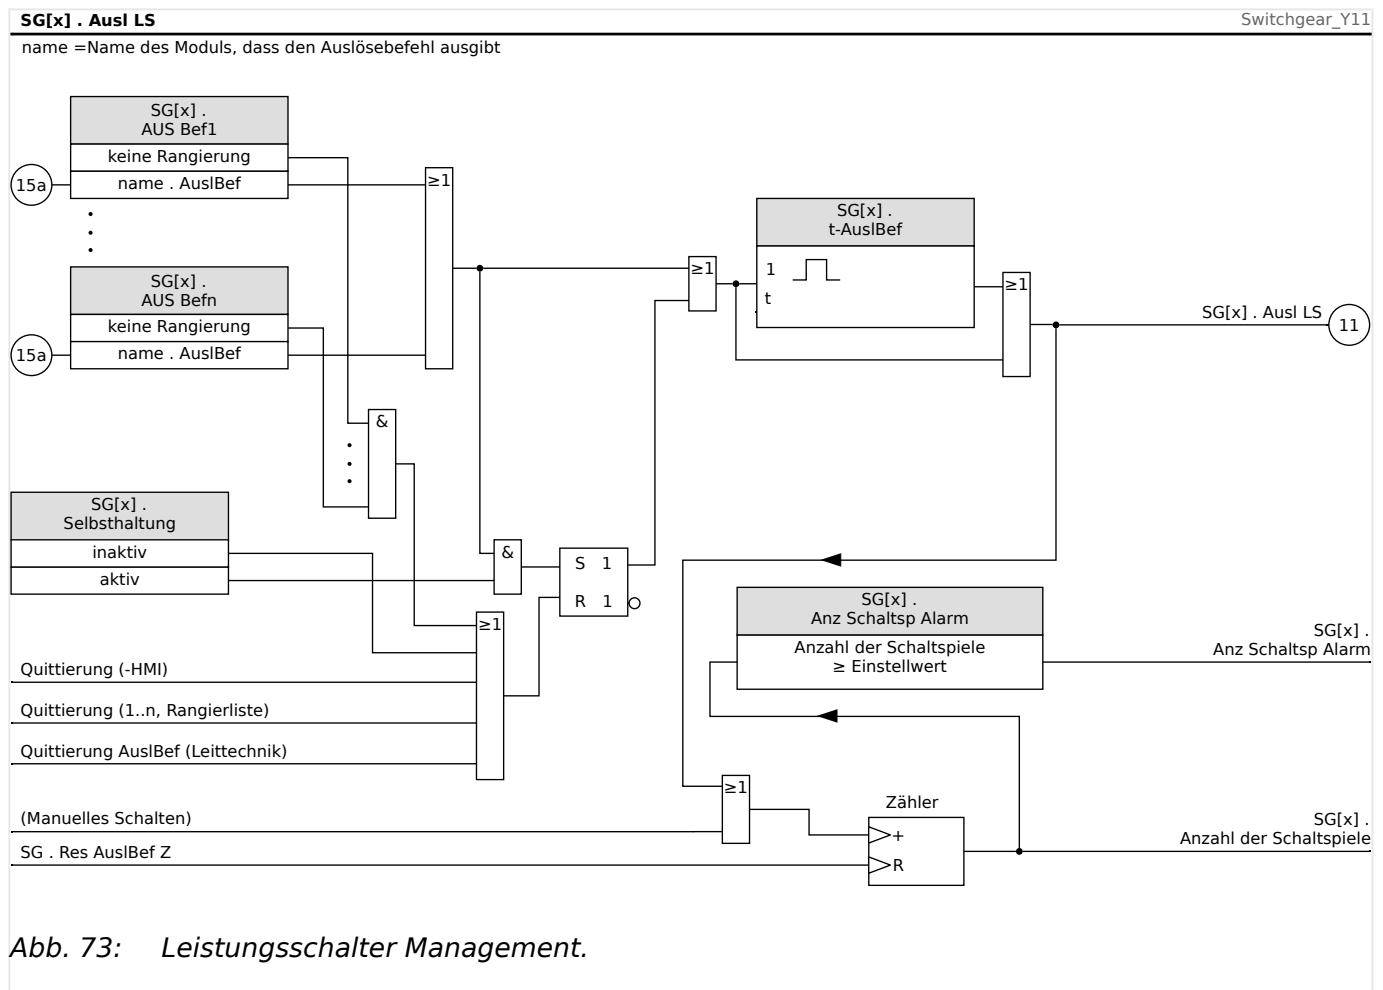 SG[x] . Ausl LS
Switchgear_Y11
name =Name des Moduls, dass den Auslösebefehl ausgibt
SG[x] .
AUS Bef1
keine Rangierung
15a
name . AuslBef
≥1
SG[x] .
AUS Befn
keine Rangierung
15a
name . AuslBef
≥1
SG[x] .
t-AuslBef
1
t
≥1
SG[x] . Ausl LS
11
&
SG[x] .
Selbsthaltung
inaktiv
aktiv
&
S 1
R 1
≥1
Quittierung (-HMI)
Quittierung (1..n, Rangierliste)
Quittierung AuslBef (Leittechnik)
SG[x] .
Anz Schaltsp Alarm
Anzahl der Schaltspiele
≥ Einstellwert
SG[x] .
Anz Schaltsp Alarm
≥1
(Manuelles Schalten)
SG . Res AuslBef Z
Zähler
+
R
SG[x] .
Anzahl der Schaltspiele
Abb. 73: Leistungsschalter Management.